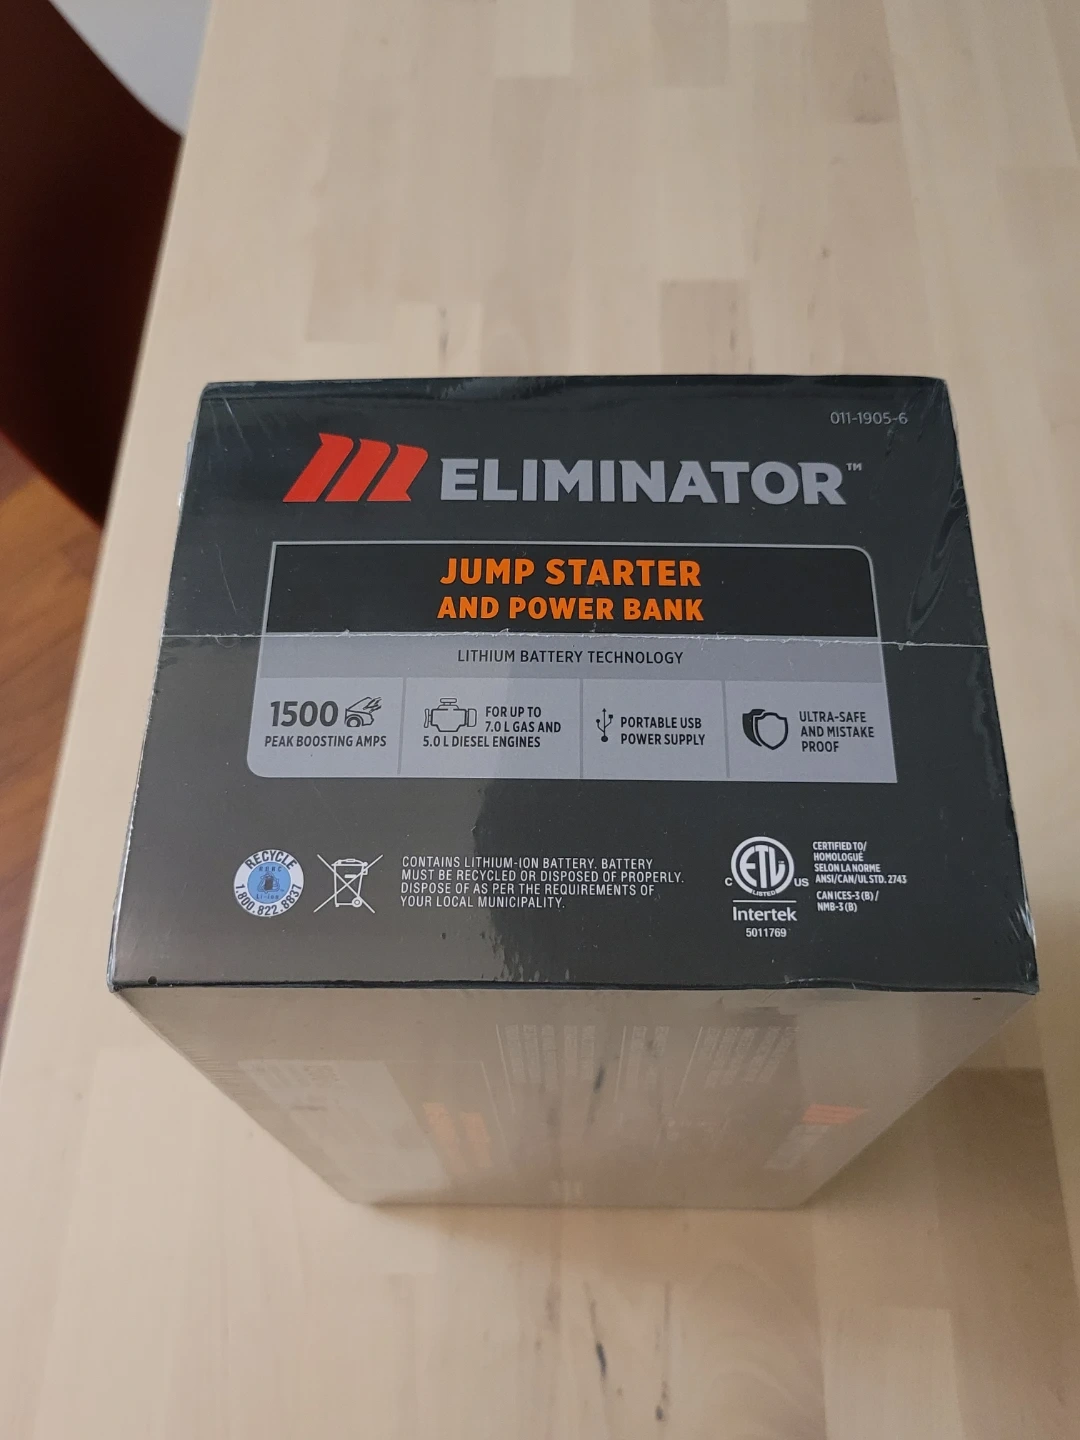 011-1905-6
ELIMINATOR™
JUMP STARTER
AND POWER BANK
LITHIUM BATTERY TECHNOLOGY
1500
PEAK BOOSTING AMPS
FOR UP TO
7.0 L GAS AND
5.0 L DIESEL ENGINES
PORTABLE USB
POWER SUPPLY
ULTRA-SAFE
AND MISTAKE
PROOF
RECYCLE
RBRC
Li-ion
1.800.822.8837
CONTAINS LITHIUM-ION BATTERY. BATTERY
MUST BE RECYCLED OR DISPOSED OF PROPERLY.
DISPOSE OF AS PER THE REQUIREMENTS OF
YOUR LOCAL MUNICIPALITY.
C ETL US
LISTED
Intertek
5011769
CERTIFIED TO/
HOMOLOGUÉ
SELON LA NORME
ANSI/CAN/UL STD. 2743
CAN ICES-3 (B) /
NMB-3 (B)